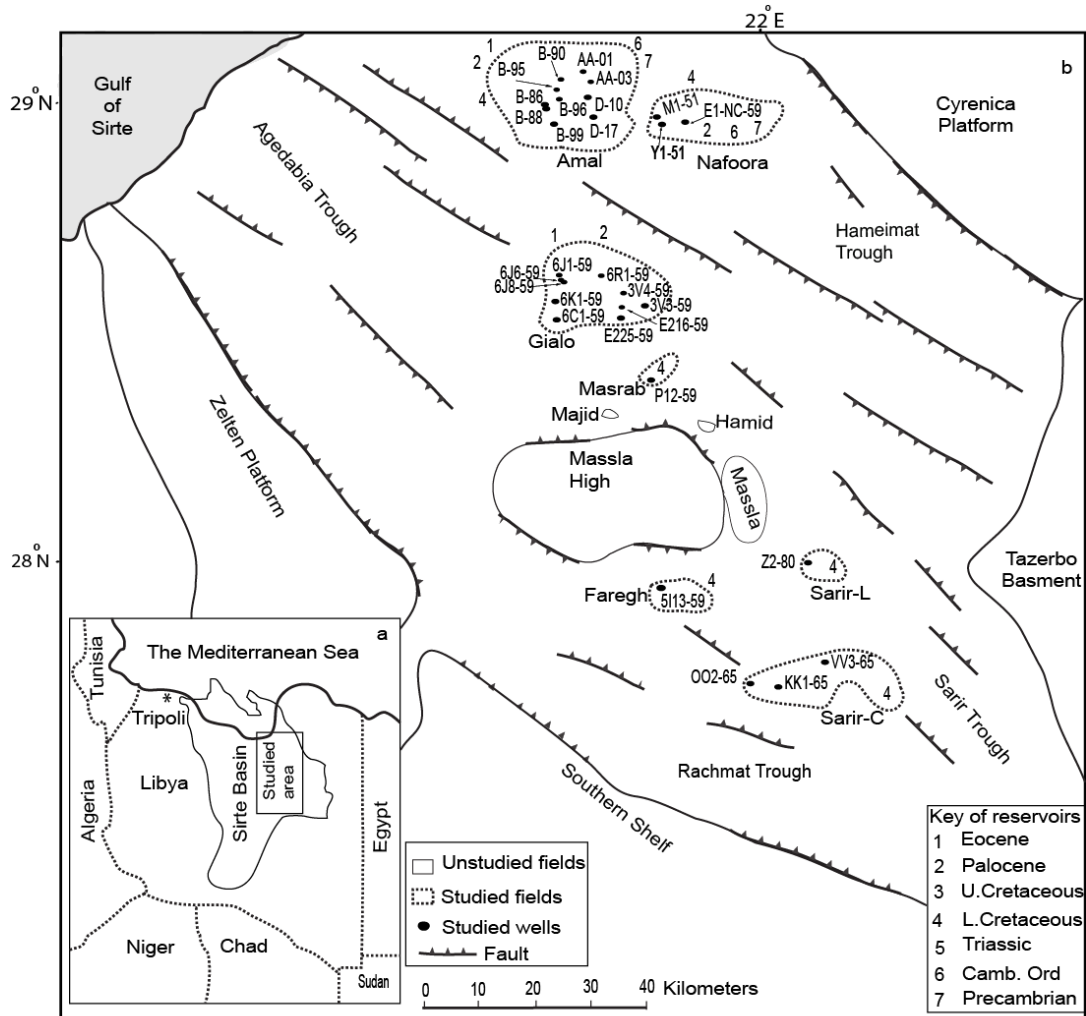 22°E
b
29°N
28°N
Gulf
of
Sirte
Cyrenica
Platform
1
2
4
6
7
B-90
AA-01
B-95
AA-03
B-86
B-96
D-10
B-88
B-99
D-17
Amal
4
M1-51
E1-NC-59
2 6 7
Y1-51
Nafoora
Agedabia Trough
Hameimat
Trough
1 2
6J1-59
6J6-59
6J8-59
6R1-59
3V4-59
6K1-59
3V3-59
6C1-59
E216-59
E225-59
Gialo
4
Masrab
P12-59
Majid
Hamid
Massla
High
Massla
Zelten Platform
Z2-80
4
Sarir-L
Tazerbo
Basment
4
Faregh
5I13-59
VV3-65
OO2-65
KK1-65
4
Sarir-C
Sarir Trough
Rachmat Trough
Southern Shelf
a
The Mediterranean Sea
Tunisia
*
Tripoli
Algeria
Libya
Sirte Basin
Studied
area
Egypt
Niger
Chad
Sudan
Unstudied fields
Studied fields
Studied wells
Fault
0 10 20 30 40 Kilometers
Key of reservoirs
1 Eocene
2 Palocene
3 U.Cretaceous
4 L.Cretaceous
5 Triassic
6 Camb. Ord
7 Precambrian